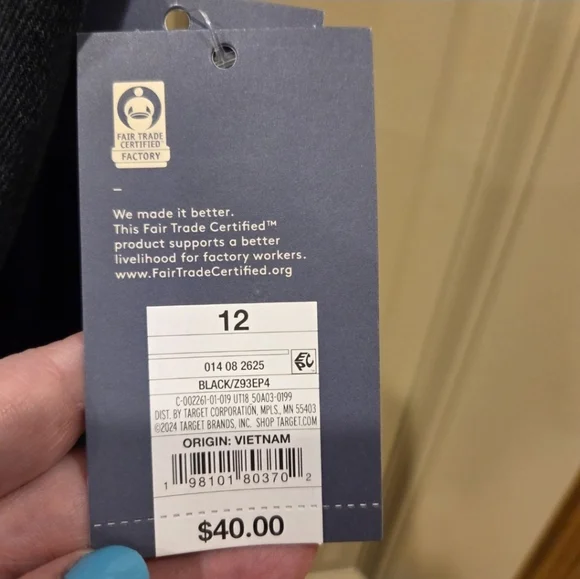 FAIR TRADE
CERTIFIED
FACTORY
We made it better.
This Fair Trade Certified™
product supports a better
livelihood for factory workers.
www.FairTradeCertified.org
12
014 08 2625
BLACK/Z93EP4
C-002261-01-019 UT18 50A03-0199
DIST. BY TARGET CORPORATION, MPLS., MN 55403
©2024 TARGET BRANDS, INC. SHOP TARGET.COM
ORIGIN: VIETNAM
1 98101 80370 2
$40.00